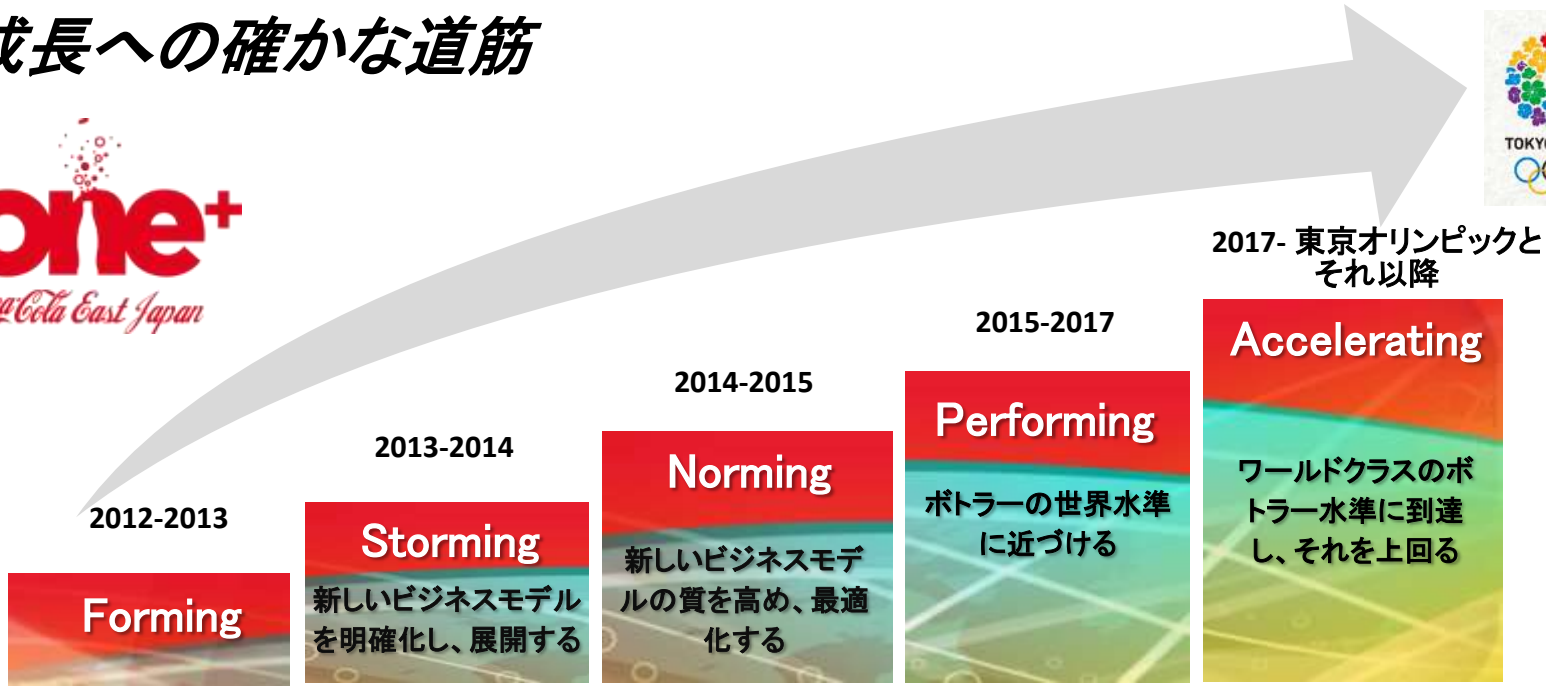 長への確かな道筋
one+
Cola East Japan
2017- 東京オリンピックと
それ以降
2015-2017
Accelerating
2014-2015
Performing
2013-2014
Norming
ワールドクラスのボ
トラー水準に到達
し、それを上回る
ボトラーの世界水準
に近づける
2012-2013
Storming
新しいビジネスモデ
ルの質を高め、最適
化する
新しいビジネスモデル
を明確化し、展開する
Forming